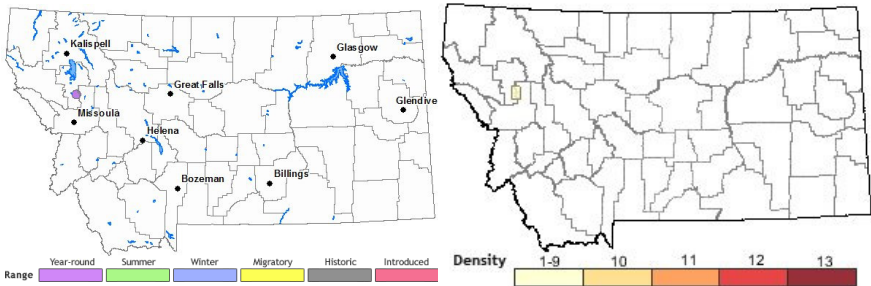 Kalispell
Glasgow
Great Falls
Glendive
Missoula
Helena
Bozeman
Billings
Range Year-round Summer Winter Migratory Historic Introduced
Density 1-9 10 11 12 13